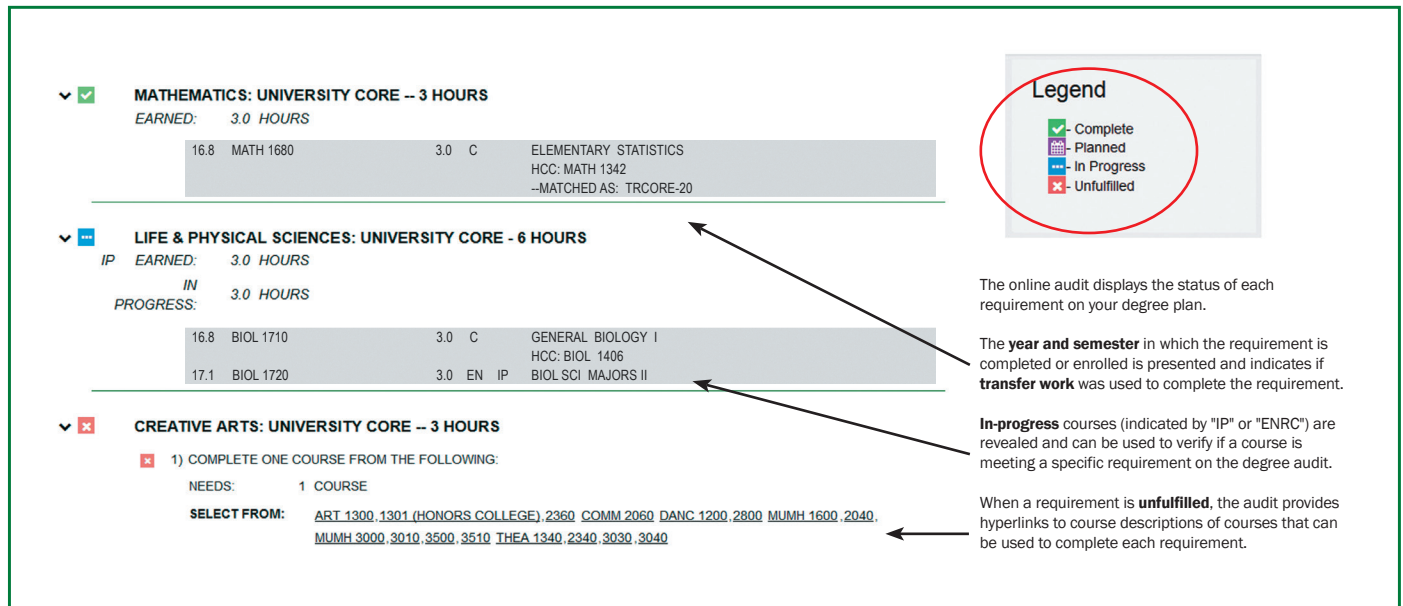 MATHEMATICS: UNIVERSITY CORE -- 3 HOURS
EARNED: 3.0 HOURS
16.8 MATH 1680 3.0 C ELEMENTARY STATISTICS
HCC: MATH 1342
--MATCHED AS: TRCORE-20
LIFE & PHYSICAL SCIENCES: UNIVERSITY CORE - 6 HOURS
IP EARNED: 3.0 HOURS
IN
PROGRESS: 3.0 HOURS
16.8 BIOL 1710 3.0 C GENERAL BIOLOGY I
HCC: BIOL 1406
17.1 BIOL 1720 3.0 EN IP BIOL SCI MAJORS II
CREATIVE ARTS: UNIVERSITY CORE -- 3 HOURS
1) COMPLETE ONE COURSE FROM THE FOLLOWING:
NEEDS: 1 COURSE
SELECT FROM: ART 1300,1301 (HONORS COLLEGE),2360 COMM 2060 DANC 1200,2800 MUMH 1600,2040,
MUMH 3000,3010,3500,3510 THEA 1340,2340,3030,3040
Legend
- Complete
- Planned
- In Progress
- Unfulfilled
The online audit displays the status of each
requirement on your degree plan.
The year and semester in which the requirement is
completed or enrolled is presented and indicates if
transfer work was used to complete the requirement.
In-progress courses (indicated by "IP" or "ENRC") are
revealed and can be used to verify if a course is
meeting a specific requirement on the degree audit.
When a requirement is unfulfilled, the audit provides
hyperlinks to course descriptions of courses that can
be used to complete each requirement.